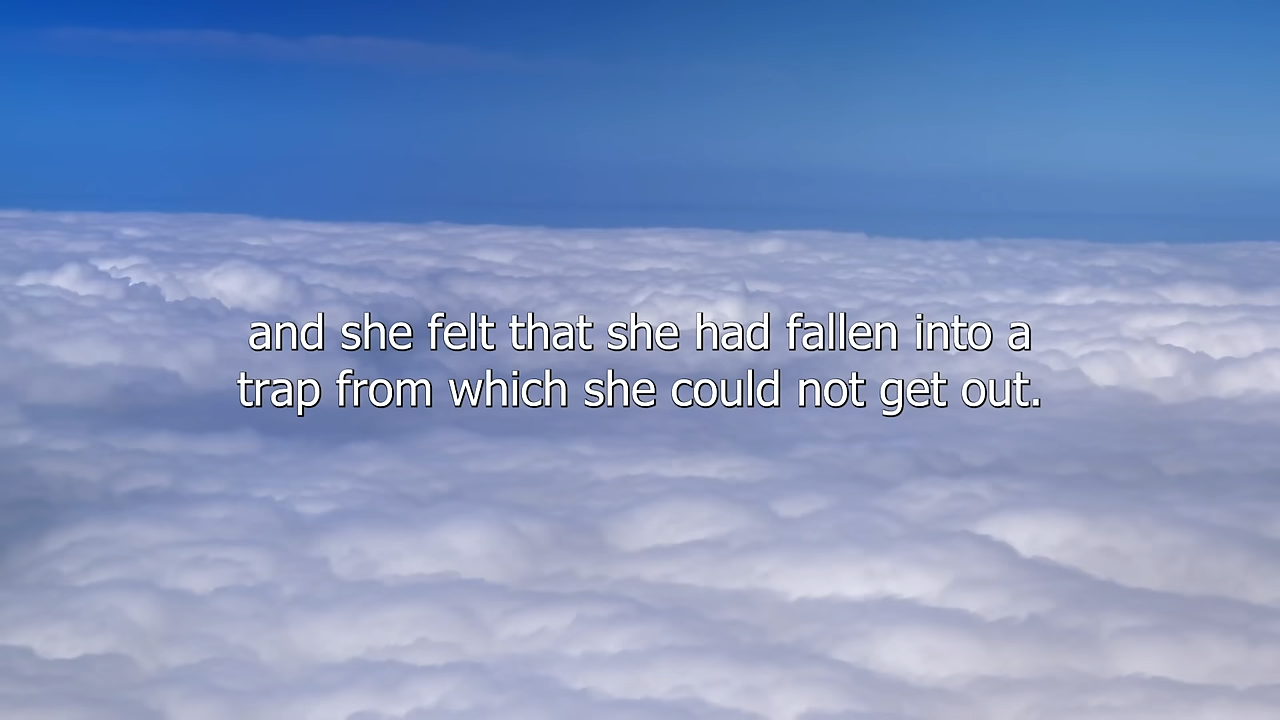 and she felt that she had fallen into a
trap from which she could not get out.